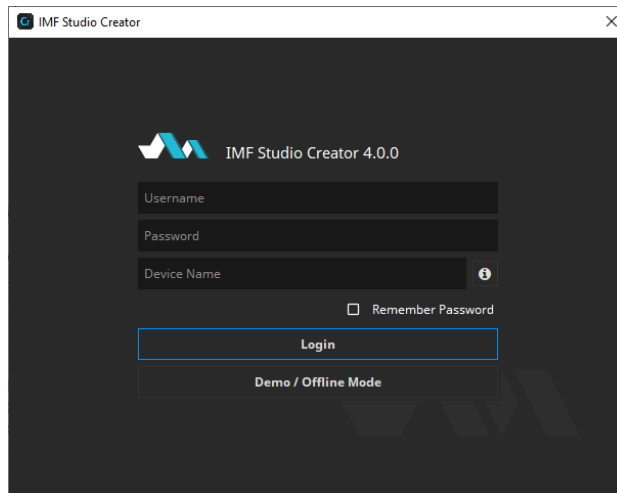 Cr IMF Studio Creator
IMF Studio Creator 4.0.0
Username
Password
Device Name
Remember Password
Login
Demo / Offline Mode